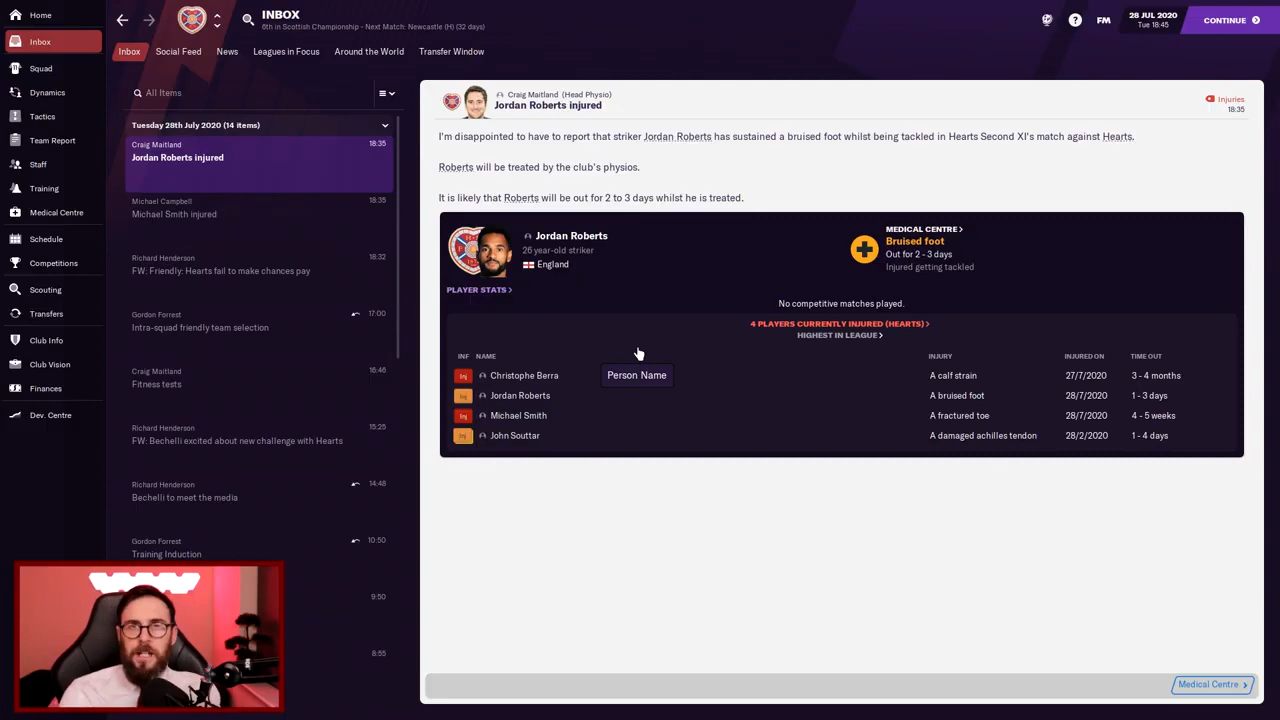 Home
Inbox
Squad
Dynamics
Tactics
Team Report
Staff
Training
Medical Centre
Schedule
Competitions
Scouting
Transfers
Club Info
Club Vision
Finances
Dev. Centre
INBOX
6th in Scottish Championship - Next Match: Newcastle (H) (32 days)
FM
28 JUL 2020
Tue 18:45
CONTINUE
Inbox Social Feed News Leagues in Focus Around the World Transfer Window
All Items
Tuesday 28th July 2020 (14 items)
Craig Maitland 18:35
Jordan Roberts injured
Michael Campbell 18:35
Michael Smith injured
Richard Henderson 18:32
FW: Friendly: Hearts fail to make chances pay
Gordon Forrest 17:00
Intra-squad friendly team selection
Craig Maitland 16:46
Fitness tests
Richard Henderson 15:25
FW: Bechelli excited about new challenge with Hearts
Richard Henderson 14:48
Bechelli to meet the media
Gordon Forrest 10:50
Training Induction
9:50
8:55
Craig Maitland (Head Physio)
Jordan Roberts injured
Injuries
18:35
I'm disappointed to have to report that striker Jordan Roberts has sustained a bruised foot whilst being tackled in Hearts Second XI's match against Hearts.
Roberts will be treated by the club's physios.
It is likely that Roberts will be out for 2 to 3 days whilst he is treated.
Jordan Roberts
26 year-old striker
England
PLAYER STATS >
MEDICAL CENTRE >
Bruised foot
Out for 2 - 3 days
Injured getting tackled
No competitive matches played.
4 PLAYERS CURRENTLY INJURED (HEARTS) >
HIGHEST IN LEAGUE >
INF NAME INJURY INJURED ON TIME OUT
Inj Christophe Berra A calf strain 27/7/2020 3 - 4 months
Inj Jordan Roberts A bruised foot 28/7/2020 1 - 3 days
Inj Michael Smith A fractured toe 28/7/2020 4 - 5 weeks
Inj John Souttar A damaged achilles tendon 28/2/2020 1 - 4 days
Person Name
Medical Centre >